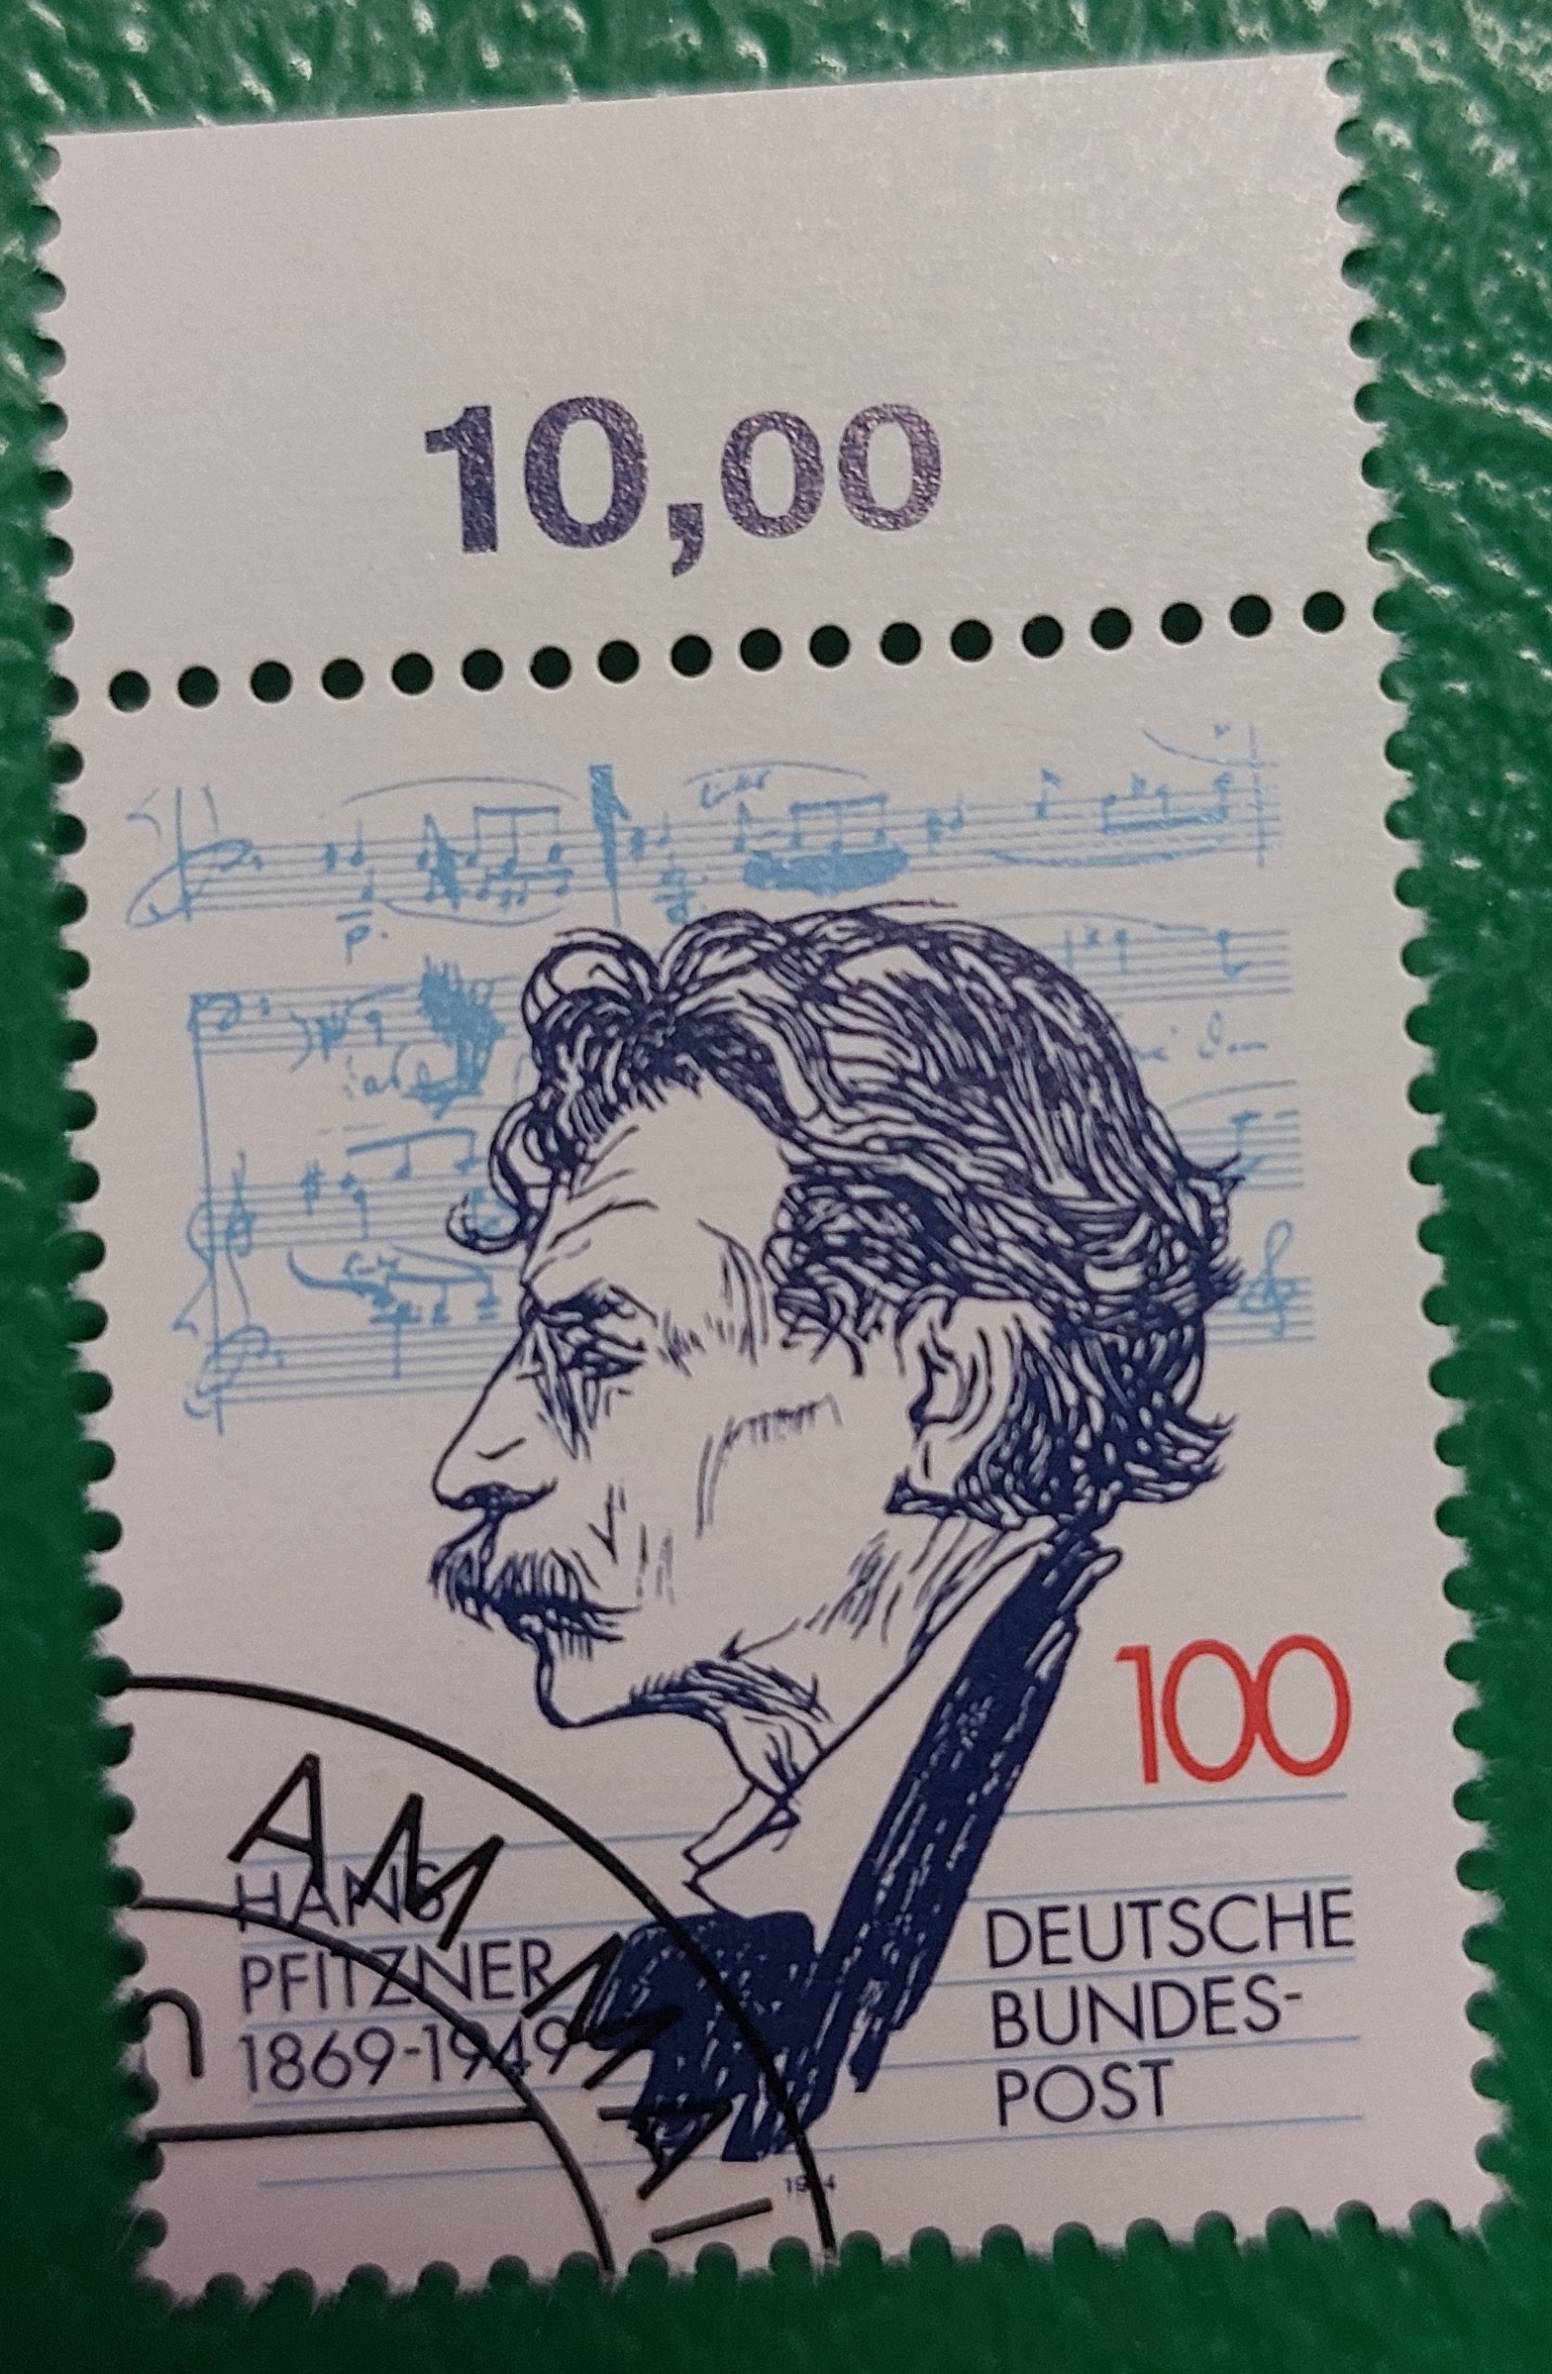 10,00
100
HANS
PFITZNER
1869-1949
DEUTSCHE
BUNDES-
POST